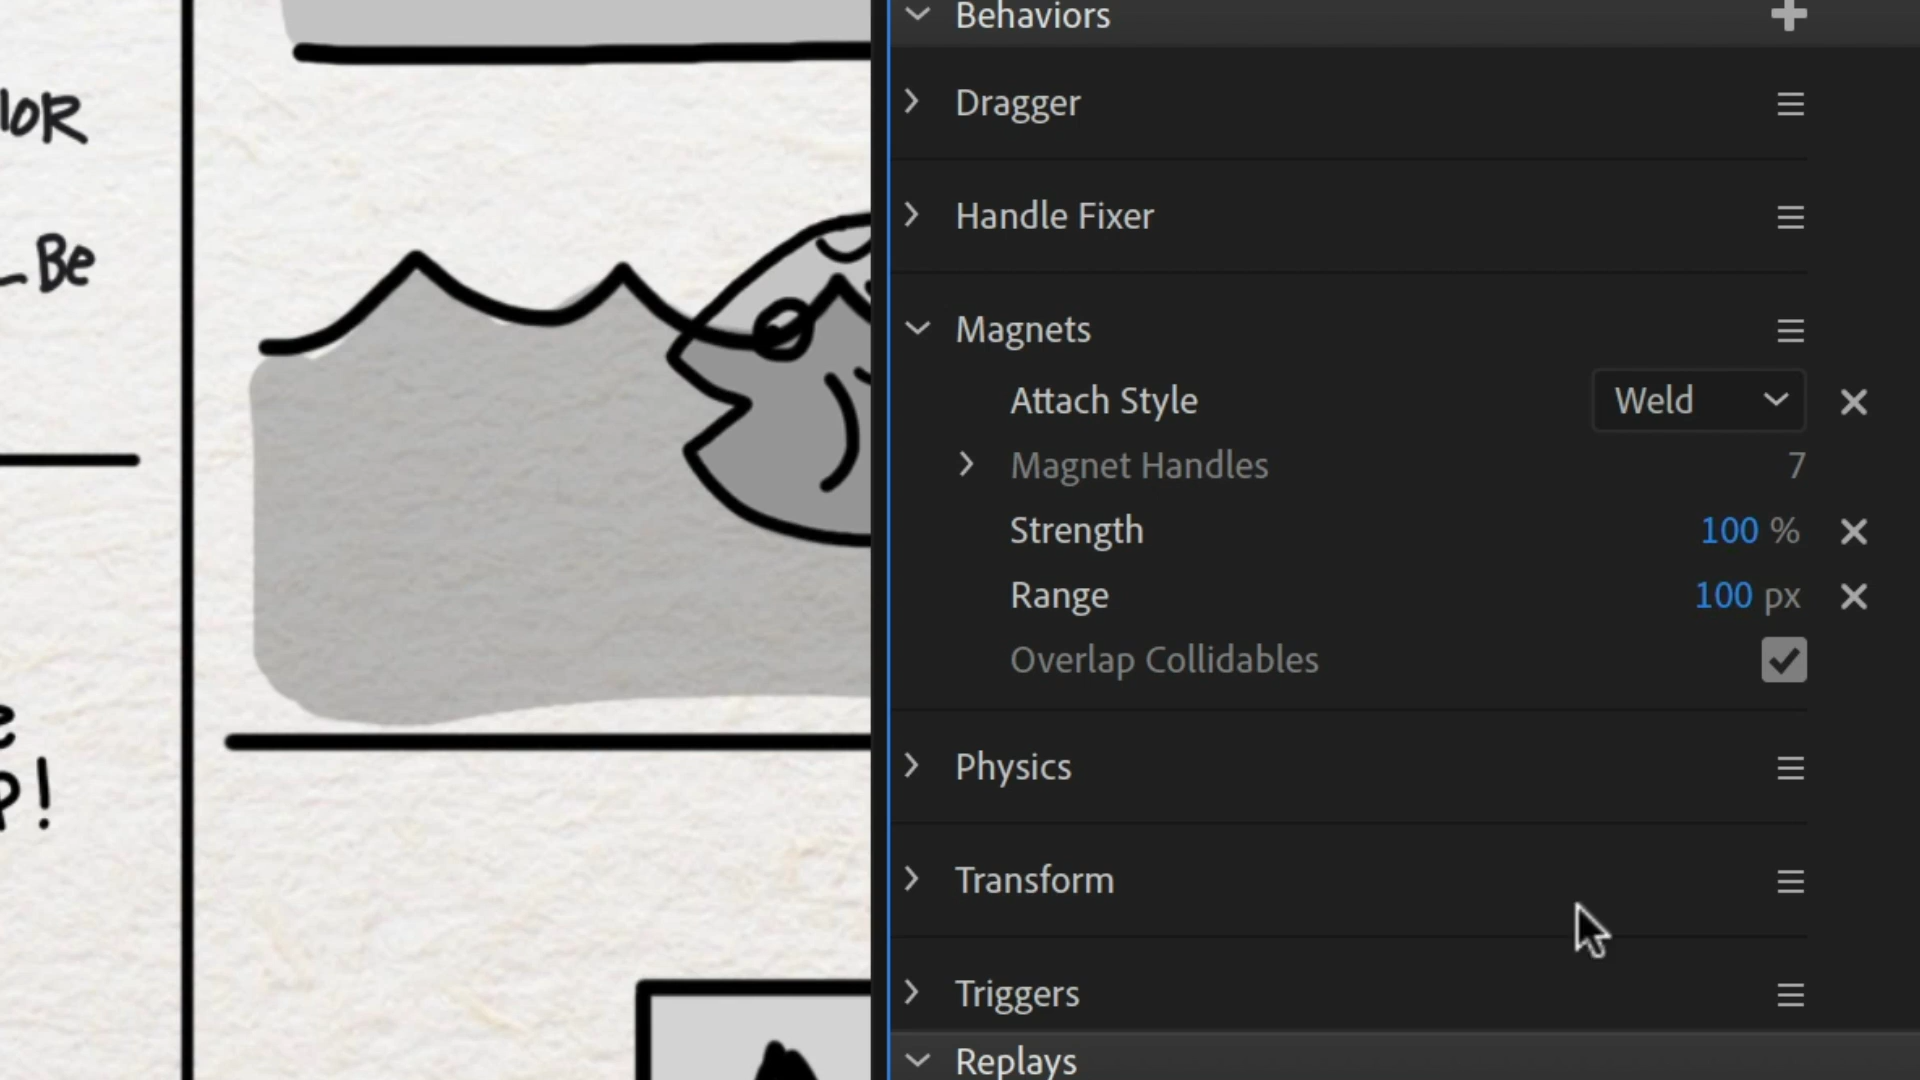 Behaviors
Dragger
Handle Fixer
Magnets
Attach Style Weld
Magnet Handles 7
Strength 100 %
Range 100 px
Overlap Collidables
Physics
Transform
Triggers
Replays
Be